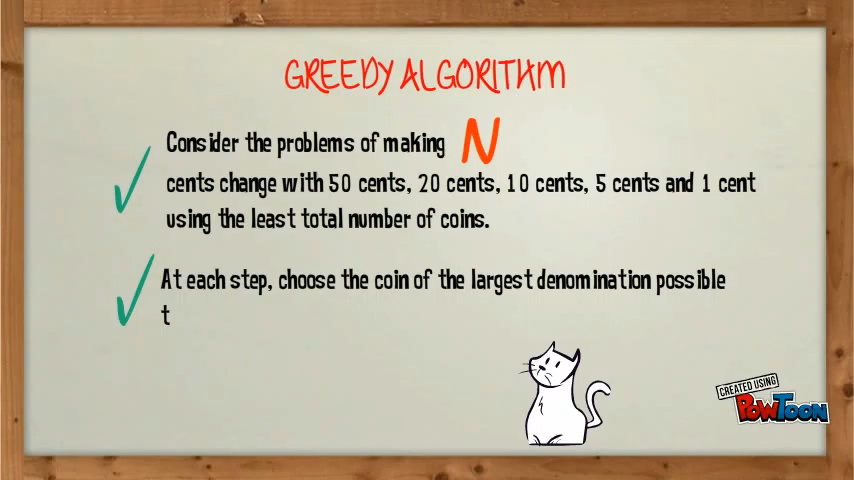 GREEDY ALGORITHM
Consider the problems of making N
cents change with 50 cents, 20 cents, 10 cents, 5 cents and 1 cent
using the least total number of coins.
At each step, choose the coin of the largest denomination possible
t
CREATED USING
POWTOON